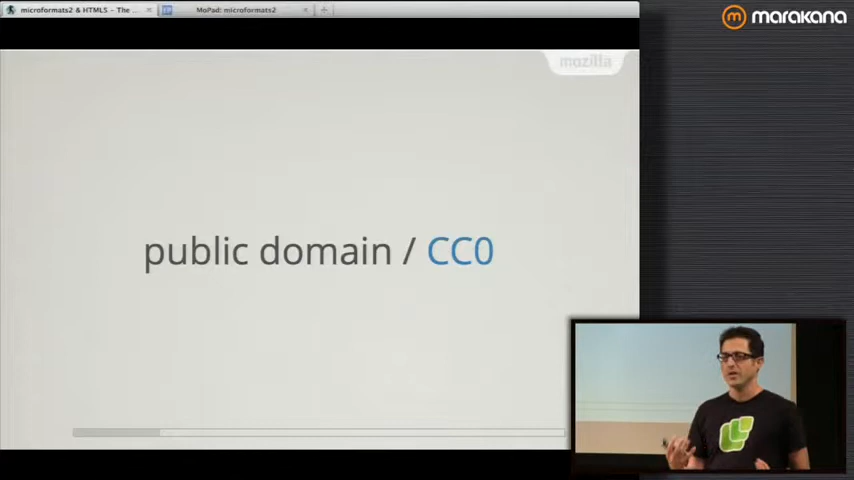 microformats2 & HTML5 - The ...
MoPad: microformats2
marakana
mozilla
public domain / CC0